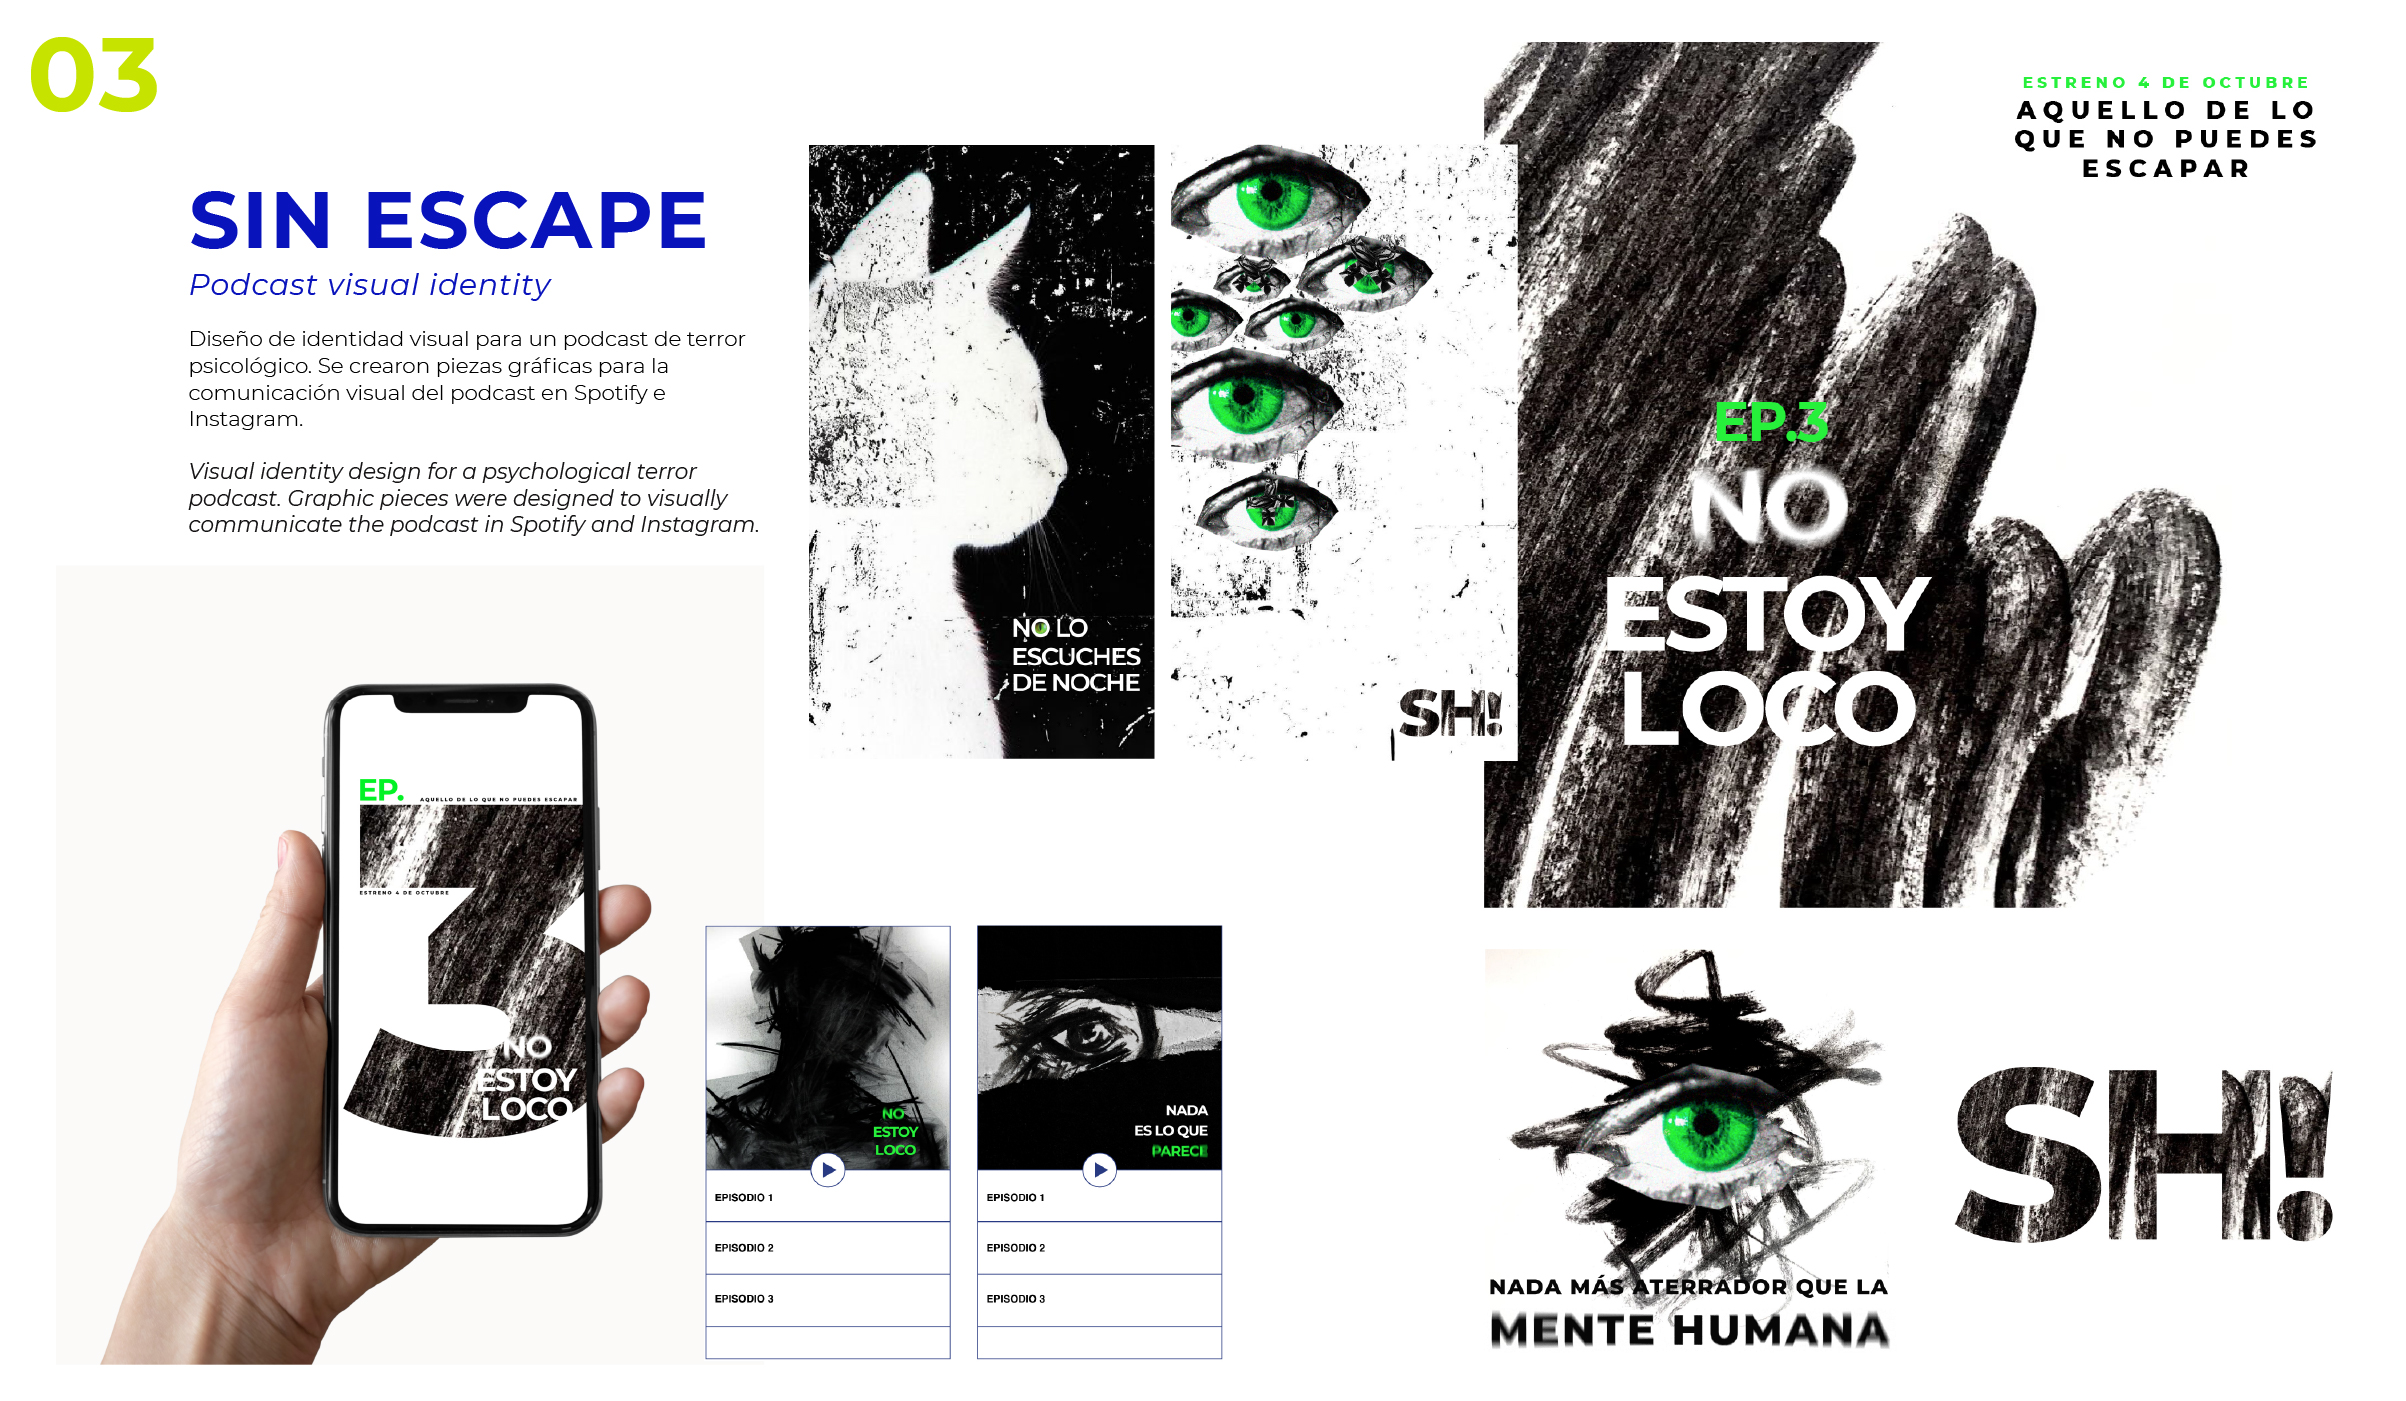 03
SIN ESCAPE
Podcast visual identity
Diseño de identidad visual para un podcast de terror
psicológico. Se crearon piezas gráficas para la
comunicación visual del podcast en Spotify e
Instagram.
Visual identity design for a psychological terror
podcast. Graphic pieces were designed to visually
communicate the podcast in Spotify and Instagram.
NO LO
ESCUCHES
DE NOCHE
SH!
ESTRENO 4 DE OCTUBRE
AQUELLO DE LO
QUE NO PUEDES
ESCAPAR
EP.3
NO
ESTOY
LOCO
EP.
AQUELLO DE LO QUE NO PUEDES ESCAPAR
ESTRENO 4 DE OCTUBRE
3
NO
ESTOY
LOCO
NO
ESTOY
LOCO
EPISODIO 1
EPISODIO 2
EPISODIO 3
NADA
ES LO QUE
PARECE
EPISODIO 1
EPISODIO 2
EPISODIO 3
NADA MÁS ATERRADOR QUE LA
MENTE HUMANA
SH!